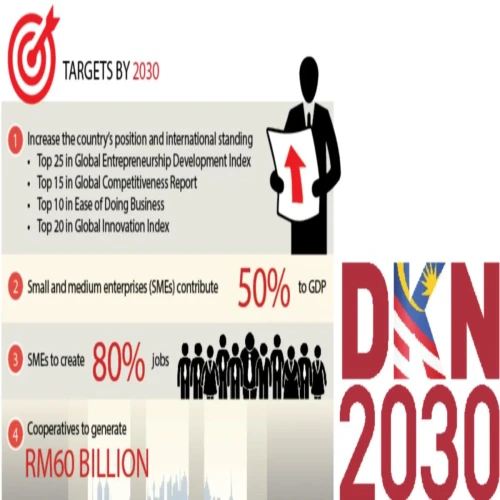 TARGETS BY 2030
1 Increase the country's position and international standing
• Top 25 in Global Entrepreneurship Development Index
• Top 15 in Global Competitiveness Report
• Top 10 in Ease of Doing Business
• Top 20 in Global Innovation Index
2 Small and medium enterprises (SMEs) contribute 50% to GDP
3 SMEs to create 80% jobs
4 Cooperatives to generate
RM60 BILLION
DKN
2030